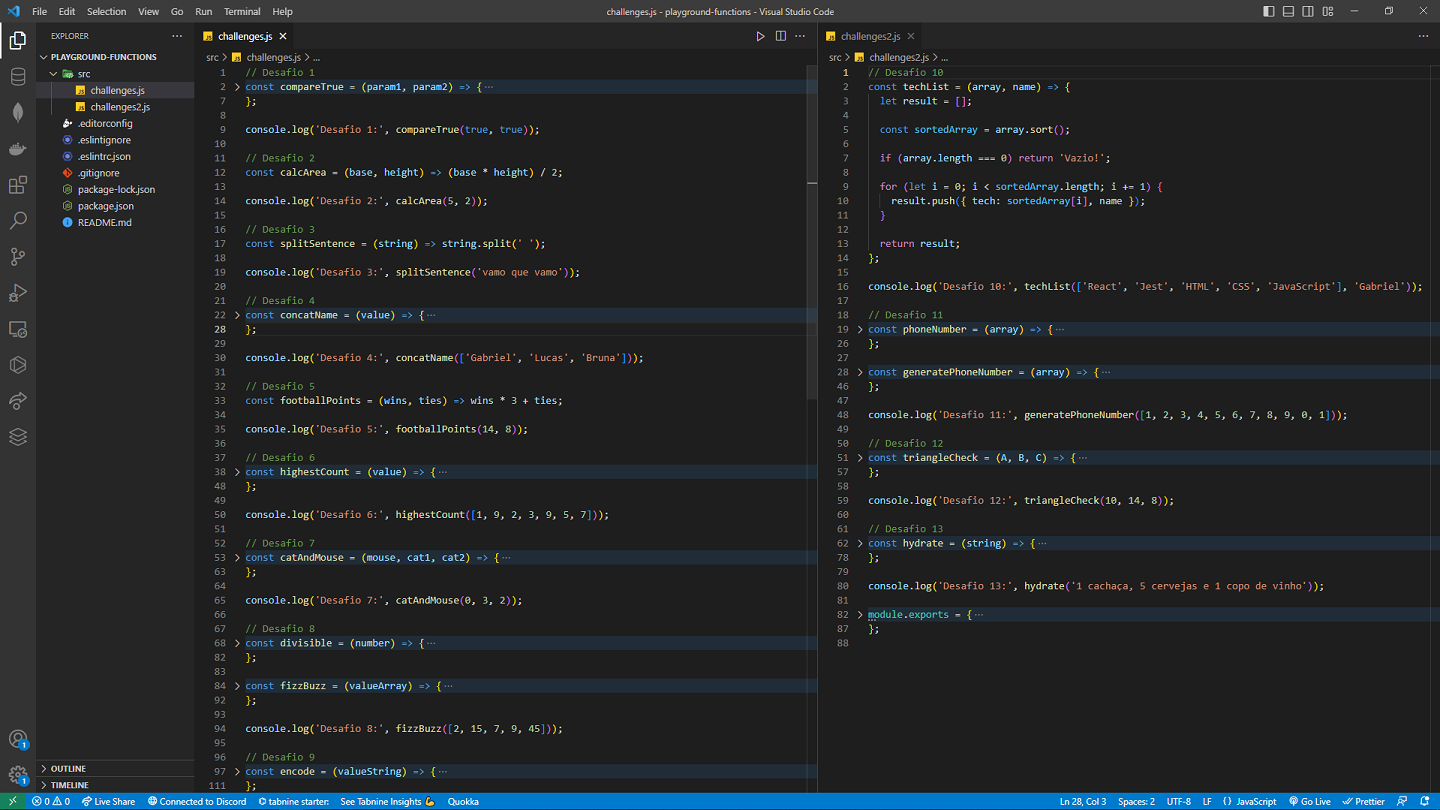 File Edit Selection View Go Run Terminal Help
challenges.js - playground-functions - Visual Studio Code
EXPLORER
PLAYGROUND-FUNCTIONS
src
challenges.js
challenges2.js
.editorconfig
.eslintignore
.eslintrc.json
.gitignore
package-lock.json
package.json
README.md
OUTLINE
TIMELINE
challenges.js
src > challenges.js > ...
1 // Desafio 1
2 const compareTrue = (param1, param2) => {···
7 };
8
9 console.log('Desafio 1:', compareTrue(true, true));
10
11 // Desafio 2
12 const calcArea = (base, height) => (base * height) / 2;
13
14 console.log('Desafio 2:', calcArea(5, 2));
15
16 // Desafio 3
17 const splitSentence = (string) => string.split(' ');
18
19 console.log('Desafio 3:', splitSentence('vamo que vamo'));
20
21 // Desafio 4
22 const concatName = (value) => {···
28 };
29
30 console.log('Desafio 4:', concatName(['Gabriel', 'Lucas', 'Bruna']));
31
32 // Desafio 5
33 const footballPoints = (wins, ties) => wins * 3 + ties;
34
35 console.log('Desafio 5:', footballPoints(14, 8));
36
37 // Desafio 6
38 const highestCount = (value) => {···
48 };
49
50 console.log('Desafio 6:', highestCount([1, 9, 2, 3, 9, 5, 7]));
51
52 // Desafio 7
53 const catAndMouse = (mouse, cat1, cat2) => {···
63 };
64
65 console.log('Desafio 7:', catAndMouse(0, 3, 2));
66
67 // Desafio 8
68 const divisible = (number) => {···
82 };
83
84 const fizzBuzz = (valueArray) => {···
92 };
93
94 console.log('Desafio 8:', fizzBuzz([2, 15, 7, 9, 45]));
95
96 // Desafio 9
97 const encode = (valueString) => {···
111 };
challenges2.js
src > challenges2.js > ...
1 // Desafio 10
2 const techList = (array, name) => {
3 let result = [];
4
5 const sortedArray = array.sort();
6
7 if (array.length === 0) return 'Vazio!';
8
9 for (let i = 0; i < sortedArray.length; i += 1) {
10 result.push({ tech: sortedArray[i], name });
11 }
12
13 return result;
14 };
15
16 console.log('Desafio 10:', techList(['React', 'Jest', 'HTML', 'CSS', 'JavaScript'], 'Gabriel'));
17
18 // Desafio 11
19 const phoneNumber = (array) => {···
26 };
27
28 const generatePhoneNumber = (array) => {···
46 };
47
48 console.log('Desafio 11:', generatePhoneNumber([1, 2, 3, 4, 5, 6, 7, 8, 9, 0, 1]));
49
50 // Desafio 12
51 const triangleCheck = (A, B, C) => {···
57 };
58
59 console.log('Desafio 12:', triangleCheck(10, 14, 8));
60
61 // Desafio 13
62 const hydrate = (string) => {···
78 };
79
80 console.log('Desafio 13:', hydrate('1 cachaça, 5 cervejas e 1 copo de vinho'));
81
82 module.exports = {···
87 };
88
1
1
0 0 Live Share Connected to Discord tabnine starter: See Tabnine Insights 💪 Quokka Ln 28, Col 3 Spaces: 2 UTF-8 LF {} JavaScript Go Live Prettier